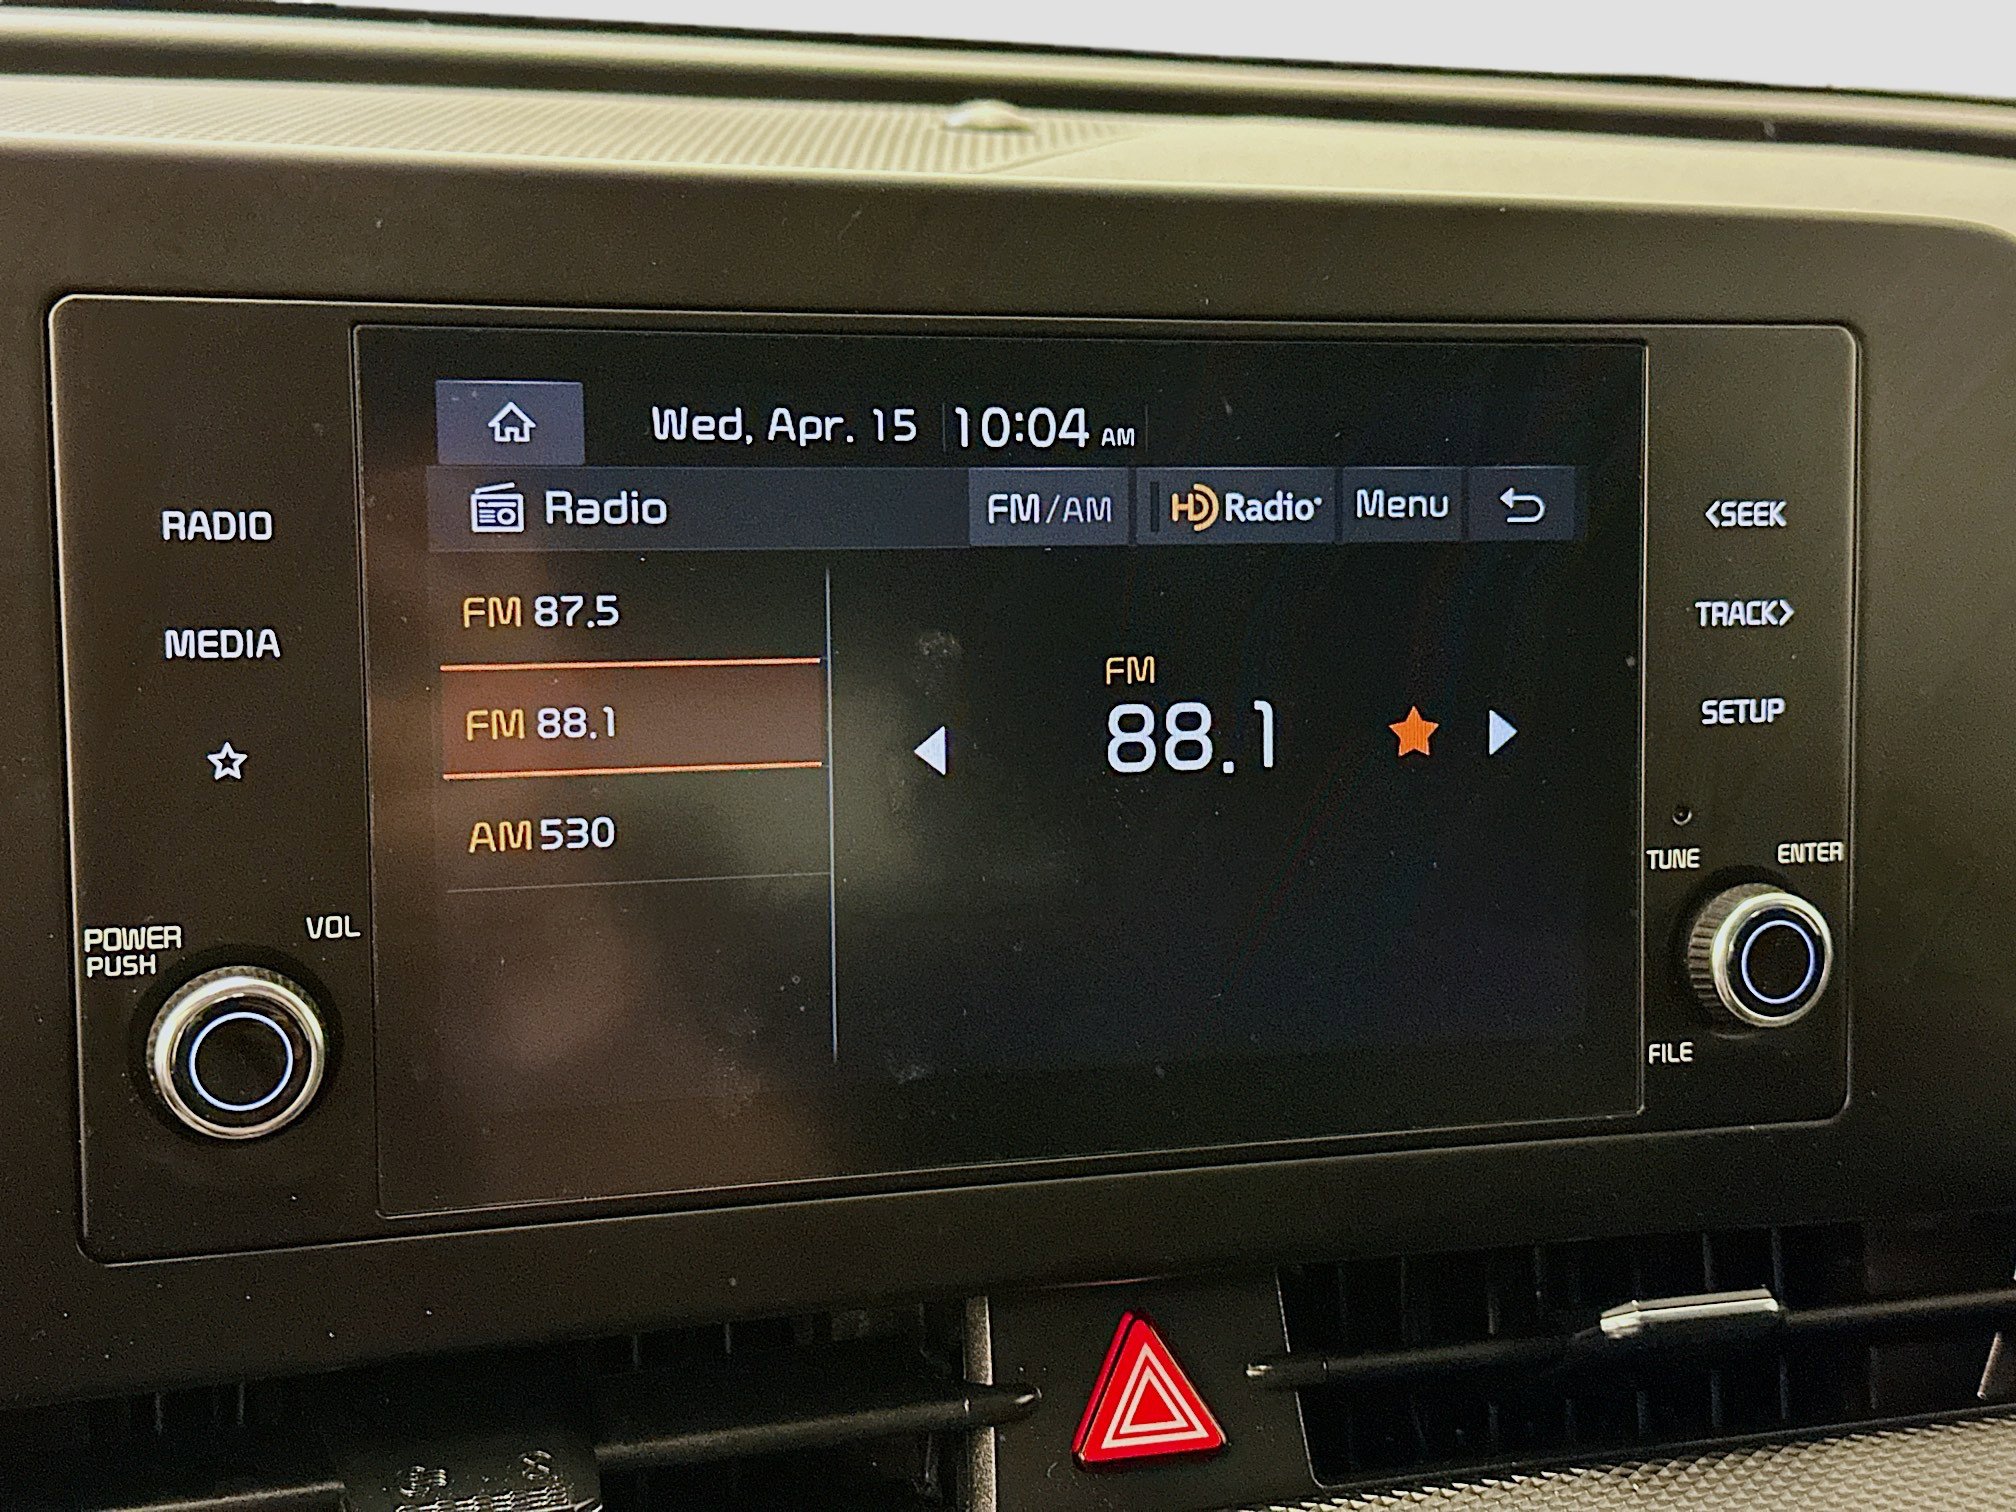 Wed, Apr. 15 10:04 AM
Radio FM/AM HD Radio Menu
FM 87.5
FM 88.1
AM 530
FM
88.1
RADIO
MEDIA
POWER
PUSH
VOL
<SEEK
TRACK>
SETUP
TUNE ENTER
FILE